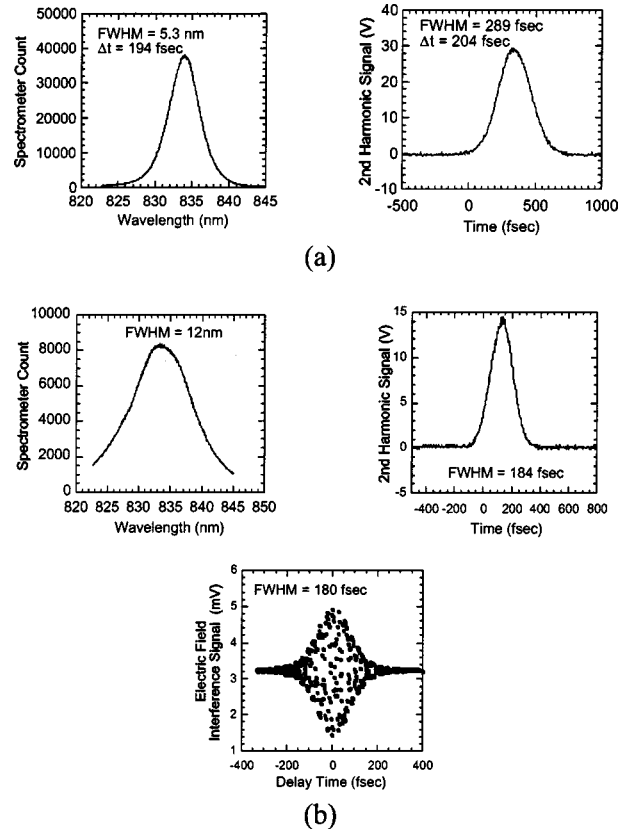 50000
40000
30000
20000
10000
0
Spectrometer Count
FWHM = 5.3 nm
Δt = 194 fsec
820 825 830 835 840 845
Wavelength (nm)
40
30
20
10
0
-10
2nd Harmonic Signal (V)
FWHM = 289 fsec
Δt = 204 fsec
-500 0 500 1000
Time (fsec)
(a)
10000
8000
6000
4000
2000
0
Spectrometer Count
FWHM = 12nm
820 825 830 835 840 845 850
Wavelength (nm)
15
10
5
0
-5
2nd Harmonic Signal (V)
FWHM = 184 fsec
-400 -200 0 200 400 600 800
Time (fsec)
6
5
4
3
2
1
Electric Field
Interference Signal (mV)
FWHM = 180 fsec
-400 -200 0 200 400
Delay Time (fsec)
(b)